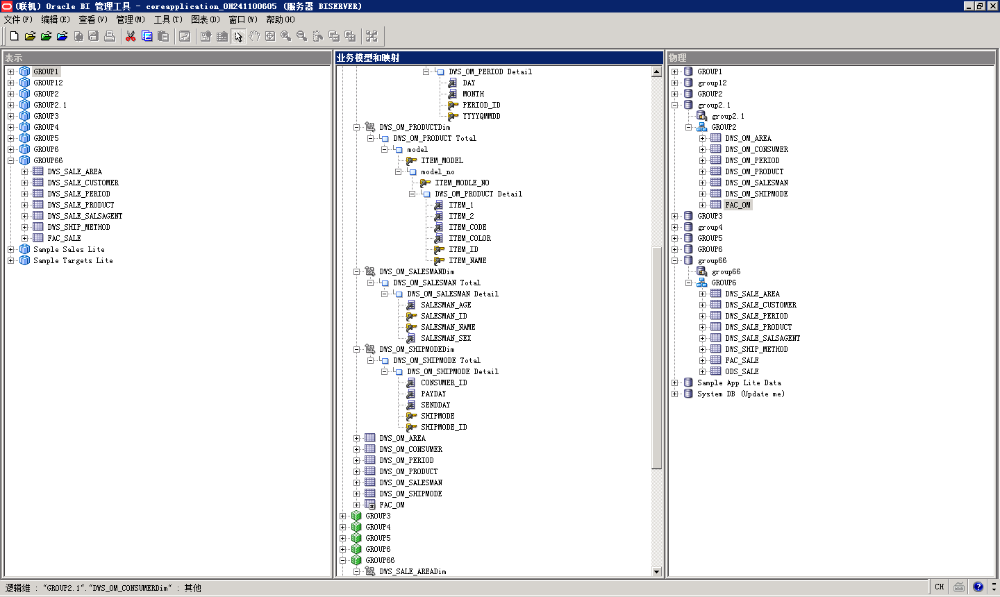 (联机) Oracle BI 管理工具 - coreapplication_OH241100605 (服务器 BISERVER)
文件(F) 编辑(E) 查看(V) 管理(M) 工具(T) 图表(D) 窗口(W) 帮助(H)
表示
GROUP1
GROUP12
GROUP2
GROUP2.1
GROUP3
GROUP4
GROUP5
GROUP6
GROUP66
DWS_SALE_AREA
DWS_SALE_CUSTOMER
DWS_SALE_PERIOD
DWS_SALE_PRODUCT
DWS_SALE_SALSAGENT
DWS_SHIP_METHOD
FAC_SALE
Sample Sales Lite
Sample Targets Lite
业务模型和映射
DWS_OM_PERIOD Detail
DAY
MONTH
PERIOD_ID
YYYYQMMDD
DWS_OM_PRODUCTDim
DWS_OM_PRODUCT Total
model
ITEM_MODEL
model_no
ITEM_MODLE_NO
DWS_OM_PRODUCT Detail
ITEM_1
ITEM_2
ITEM_CODE
ITEM_COLOR
ITEM_ID
ITEM_NAME
DWS_OM_SALESMANDim
DWS_OM_SALESMAN Total
DWS_OM_SALESMAN Detail
SALESMAN_AGE
SALESMAN_ID
SALESMAN_NAME
SALESMAN_SEX
DWS_OM_SHIPMODEDim
DWS_OM_SHIPMODE Total
DWS_OM_SHIPMODE Detail
CONSUMER_ID
PAYDAY
SENDDAY
SHIPMODE
SHIPMODE_ID
DWS_OM_AREA
DWS_OM_CONSUMER
DWS_OM_PERIOD
DWS_OM_PRODUCT
DWS_OM_SALESMAN
DWS_OM_SHIPMODE
FAC_OM
GROUP3
GROUP4
GROUP5
GROUP6
GROUP66
DWS_SALE_AREADim
物理
GROUP1
group12
GROUP2
group2.1
group2.1
GROUP2
DWS_OM_AREA
DWS_OM_CONSUMER
DWS_OM_PERIOD
DWS_OM_PRODUCT
DWS_OM_SALESMAN
DWS_OM_SHIPMODE
FAC_OM
GROUP3
group4
GROUP5
GROUP6
group66
group66
GROUP6
DWS_SALE_AREA
DWS_SALE_CUSTOMER
DWS_SALE_PERIOD
DWS_SALE_PRODUCT
DWS_SALE_SALSAGENT
DWS_SHIP_METHOD
FAC_SALE
ODS_SALE
Sample App Lite Data
System DB (Update me)
逻辑维 : "GROUP2.1"."DWS_OM_CONSUMERDim" : 其他
CH